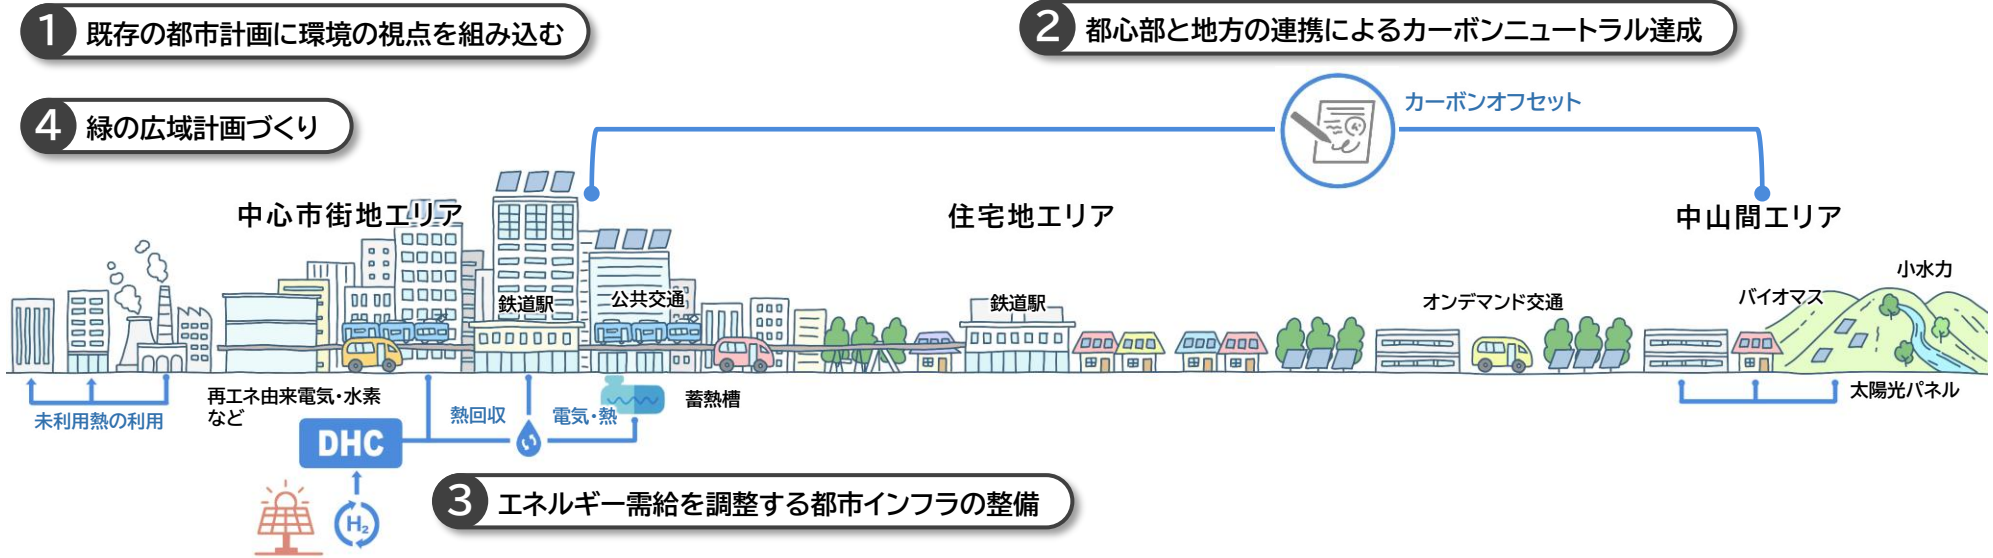 1 既存の都市計画に環境の視点を組み込む
2 都心部と地方の連携によるカーボンニュートラル達成
4 緑の広域計画づくり
カーボンオフセット
中心市街地エリア
住宅地エリア
中山間エリア
小水力
鉄道駅
公共交通
鉄道駅
オンデマンド交通
バイオマス
未利用熱の利用
再エネ由来電気・水素
など
熱回収
電気・熱
蓄熱槽
太陽光パネル
DHC
H₂
3 エネルギー需給を調整する都市インフラの整備